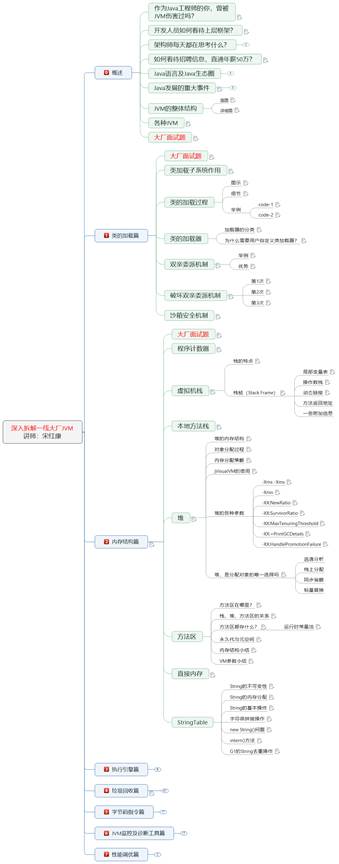 深入拆解一线大厂JVM
讲师：宋红康
概述
作为Java工程师的你，曾被
JVM伤害过吗？
开发人员如何看待上层框架？
架构师每天都在思考什么？
如何看待招聘信息，直通年薪50万？
Java语言及Java生态圈
Java发展的重大事件
JVM的整体结构
简图
详细图
各种JVM
大厂面试题
类的加载篇
大厂面试题
类加载子系统作用
类的加载过程
图示
细节
举例
code-1
code-2
类的加载器
加载器的分类
为什么需要用户自定义类加载器？
双亲委派机制
举例
优势
破坏双亲委派机制
第1次
第2次
第3次
沙箱安全机制
内存结构篇
大厂面试题
程序计数器
虚拟机栈
栈的特点
栈帧（Stack Frame）
局部变量表
操作数栈
动态链接
方法返回地址
一些附加信息
本地方法栈
堆
堆的内存结构
对象分配过程
内存分配策略
jvisualVM的使用
堆的各种参数
-Xms -Xmx
-Xmn
-XX:NewRatio
-XX:SurvivorRatio
-XX:MaxTenuringThreshold
-XX:+PrintGCDetails
-XX:HandlePromotionFailure
堆，是分配对象的唯一选择吗
逃逸分析
栈上分配
同步省略
标量替换
方法区
方法区在哪里？
栈、堆、方法区的关系
方法区都存什么？
运行时常量池
永久代与元空间
内存结构小结
VM参数小结
直接内存
StringTable
String的不可变性
String的内存分配
String的基本操作
字符串拼接操作
new String()问题
intern()方法
G1的String去重操作
执行引擎篇
垃圾回收篇
字节码指令篇
JVM监控及诊断工具篇
性能调优篇